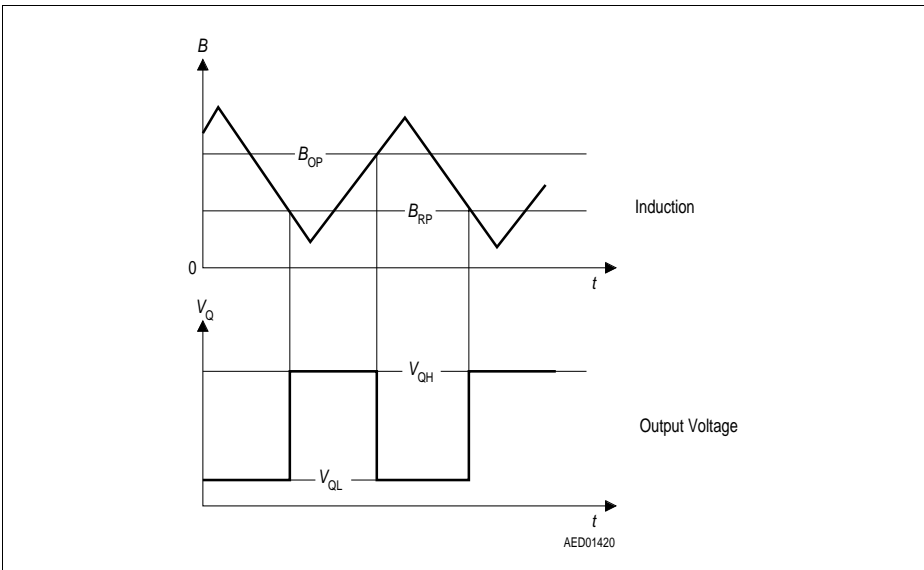 B
B_OP
B_RP
Induction
0
t
V_Q
V_QH
Output Voltage
V_QL
t
AED01420